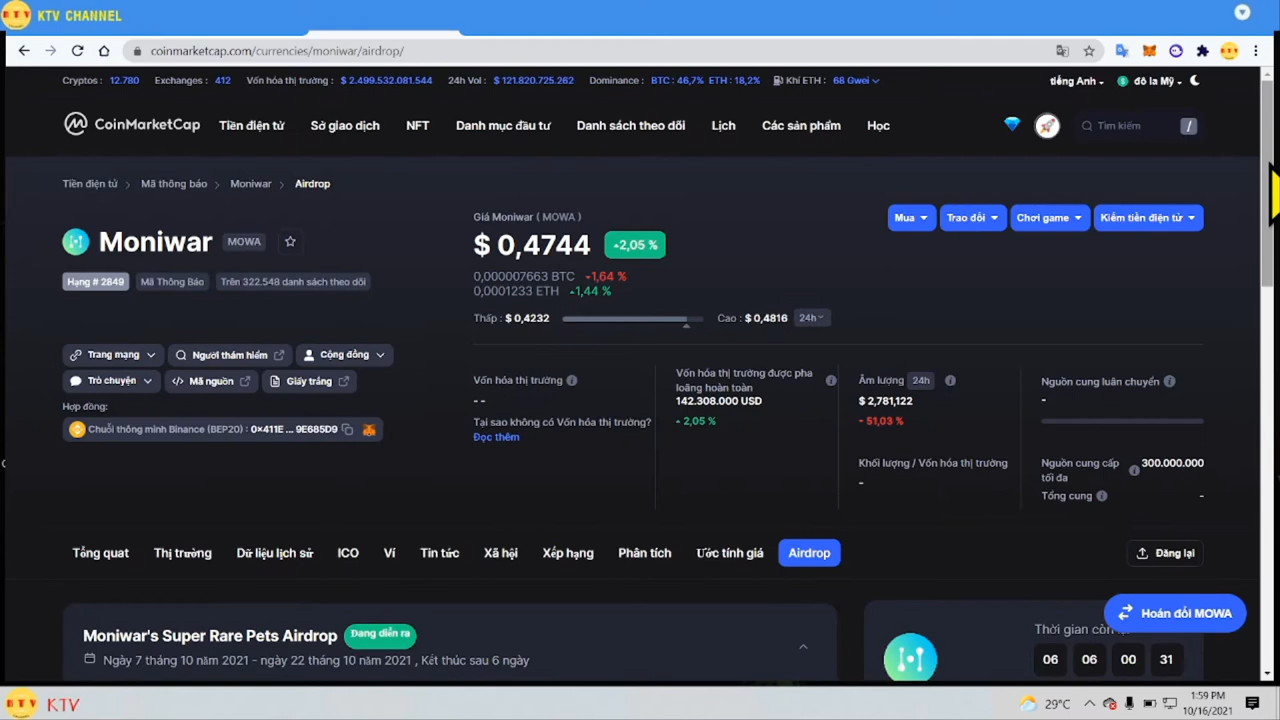 KTV CHANNEL
coinmarketcap.com/currencies/moniwar/airdrop/
Cryptos : 12.780 Exchanges : 412 Vốn hóa thị trường : $ 2.499.532.081.544 24h Vol : $ 121.820.725.262 Dominance : BTC : 46,7% ETH : 18,2% Khí ETH : 68 Gwei tiếng Anh đô la Mỹ
CoinMarketCap Tiền điện tử Sở giao dịch NFT Danh mục đầu tư Danh sách theo dõi Lịch Các sản phẩm Học Tìm kiếm /
Tiền điện tử Mã thông báo Moniwar Airdrop
Giá Moniwar ( MOWA )
Mua Trao đổi Chơi game Kiếm tiền điện tử
Moniwar MOWA $ 0,4744 2,05 %
0,000007663 BTC 1,64 %
Hạng # 2849 Mã Thông Báo Trên 322.548 danh sách theo dõi
0,0001233 ETH 1,44 %
Thấp : $ 0,4232 Cao : $ 0,4816 24h
Trang mạng Người thám hiểm Cộng đồng
Trò chuyện Mã nguồn Giấy trắng
Hợp đồng:
Chuỗi thông minh Binance (BEP20) : 0x411E ... 9E685D9
Vốn hóa thị trường
- -
Tại sao không có Vốn hóa thị trường?
Đọc thêm
Vốn hóa thị trường được pha
loãng hoàn toàn
142.308.000 USD
2,05 %
Âm lượng 24h
$ 2,781,122
51,03 %
Khối lượng / Vốn hóa thị trường
-
Nguồn cung luân chuyển
-
Nguồn cung cấp
tối đa 300.000.000
Tổng cung -
Tổng quat Thị trường Dữ liệu lịch sử ICO Ví Tin tức Xã hội Xếp hạng Phân tích Ước tính giá Airdrop Đăng lại
Moniwar's Super Rare Pets Airdrop Đang diễn ra
Ngày 7 tháng 10 năm 2021 - ngày 22 tháng 10 năm 2021 , Kết thúc sau 6 ngày
Hoán đổi MOWA
Thời gian
06 06 00 31
KTV KTV
29°C
1:59 PM
10/16/2021